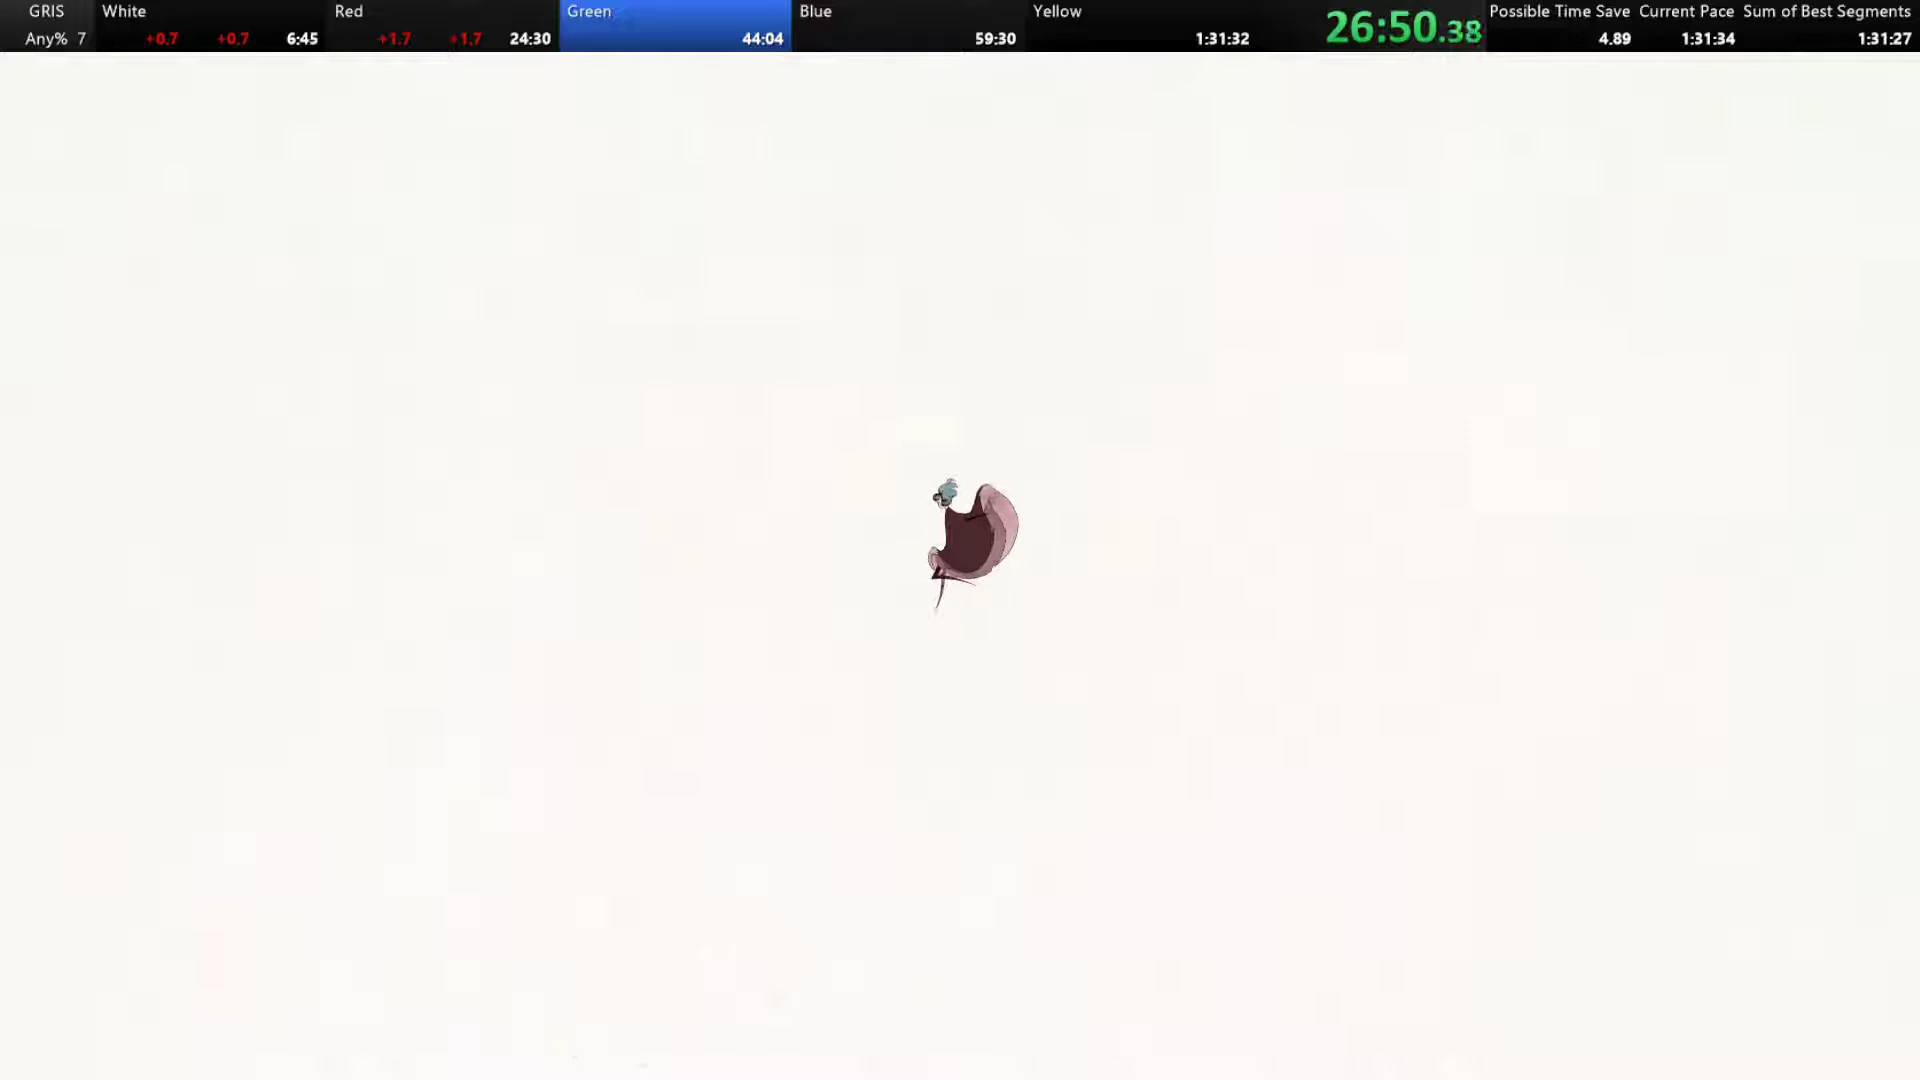 GRIS White Red Green Blue Yellow 26:50.38 Possible Time Save Current Pace Sum of Best Segments
Any% 7 +0.7 +0.7 6:45 +1.7 +1.7 24:30 44:04 59:30 1:31:32 4.89 1:31:34 1:31:27